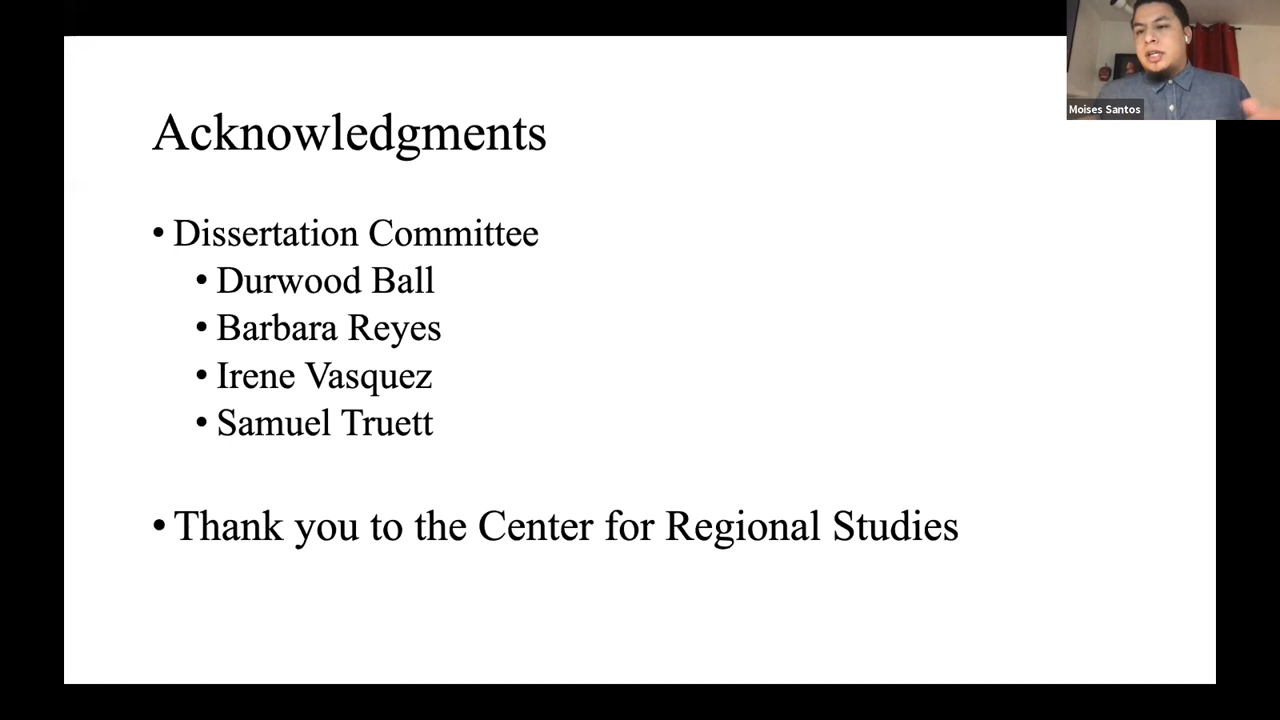 Moises Santos
Acknowledgments
• Dissertation Committee
• Durwood Ball
• Barbara Reyes
• Irene Vasquez
• Samuel Truett
• Thank you to the Center for Regional Studies